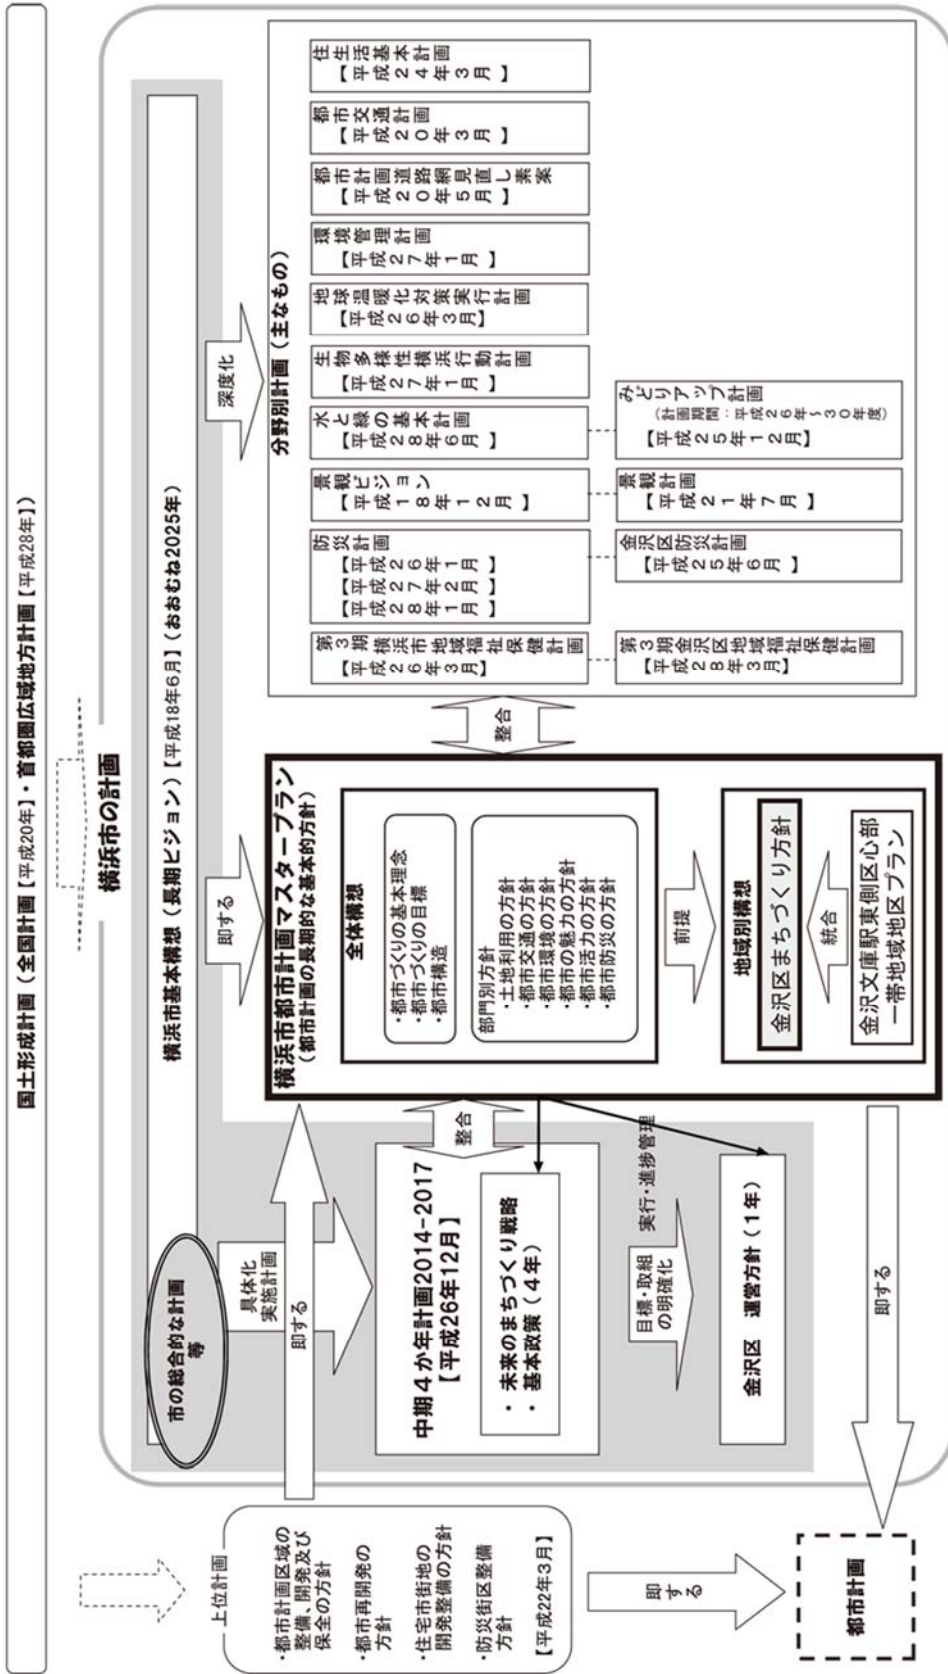 国土形成計画（全国計画【平成20年】・首都圏広域地方計画【平成28年】）
横浜市の計画
横浜市基本構想（長期ビジョン）【平成18年6月】（おおむね2025年）
市の総合的な計画
等
上位計画
・都市計画区域の
整備、開発及び
保全の方針
・都市再開発の
方針
・住宅市街地の
開発整備の方針
・防災街区整備
方針
【平成22年3月】
即する
都市計画
具体化
実施計画
即する
中期４か年計画2014-2017
【平成26年12月】
・ 未来のまちづくり戦略
・ 基本政策（４年）
目標・取組
の明確化
実行・進捗管理
金沢区　運営方針（１年）
即する
整合
即する
横浜市都市計画マスタープラン
（都市計画の長期的な基本的方針）
全体構想
・都市づくりの基本理念
・都市づくりの目標
・都市構造
部門別方針
・土地利用の方針
・都市交通の方針
・都市環境の方針
・都市の魅力の方針
・都市活力の方針
・都市防災の方針
前提
地域別構想
金沢区まちづくり方針
統合
金沢文庫駅東側区心部
一帯地域地区プラン
整合
深度化
分野別計画（主なもの）
第３期横浜市地域福祉保健計画
【平成２６年３月】
第３期金沢区地域福祉保健計画
【平成２８年３月】
防災計画
【平成２６年１月 】
【平成２７年２月】
【平成２８年１月 】
金沢区防災計画
【平成２５年６月 】
景観ビジョン
【平成１８年１２月 】
景観計画
【平成２１年７月 】
水と緑の基本計画
【平成２８年６月 】
みどりアップ計画
（計画期間：平成２６年～３０年度）
【平成２５年１２月】
生物多様性横浜行動計画
【平成２７年１月 】
地球温暖化対策実行計画
【平成２６年３月】
環境管理計画
【平成２７年１月 】
都市計画道路網見直し素案
【平成２０年５月 】
都市交通計画
【平成２０年３月 】
住生活基本計画
【平成２４年３月 】